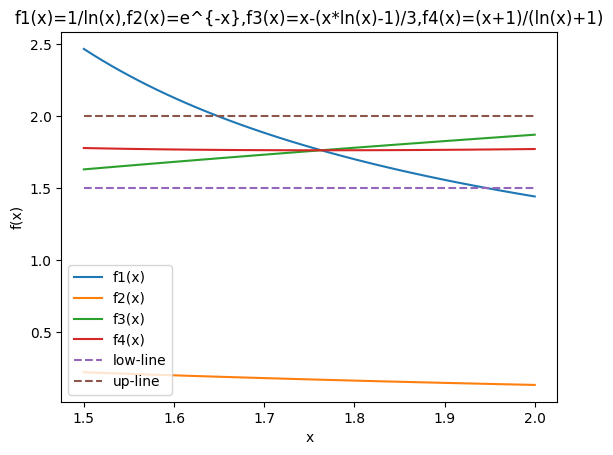 f1(x)=1/ln(x),f2(x)=e^{-x},f3(x)=x-(x*ln(x)-1)/3,f4(x)=(x+1)/(ln(x)+1)
2.5
2.0
1.5
1.0
0.5
f(x)
f1(x)
f2(x)
f3(x)
f4(x)
low-line
up-line
1.5 1.6 1.7 1.8 1.9 2.0
x